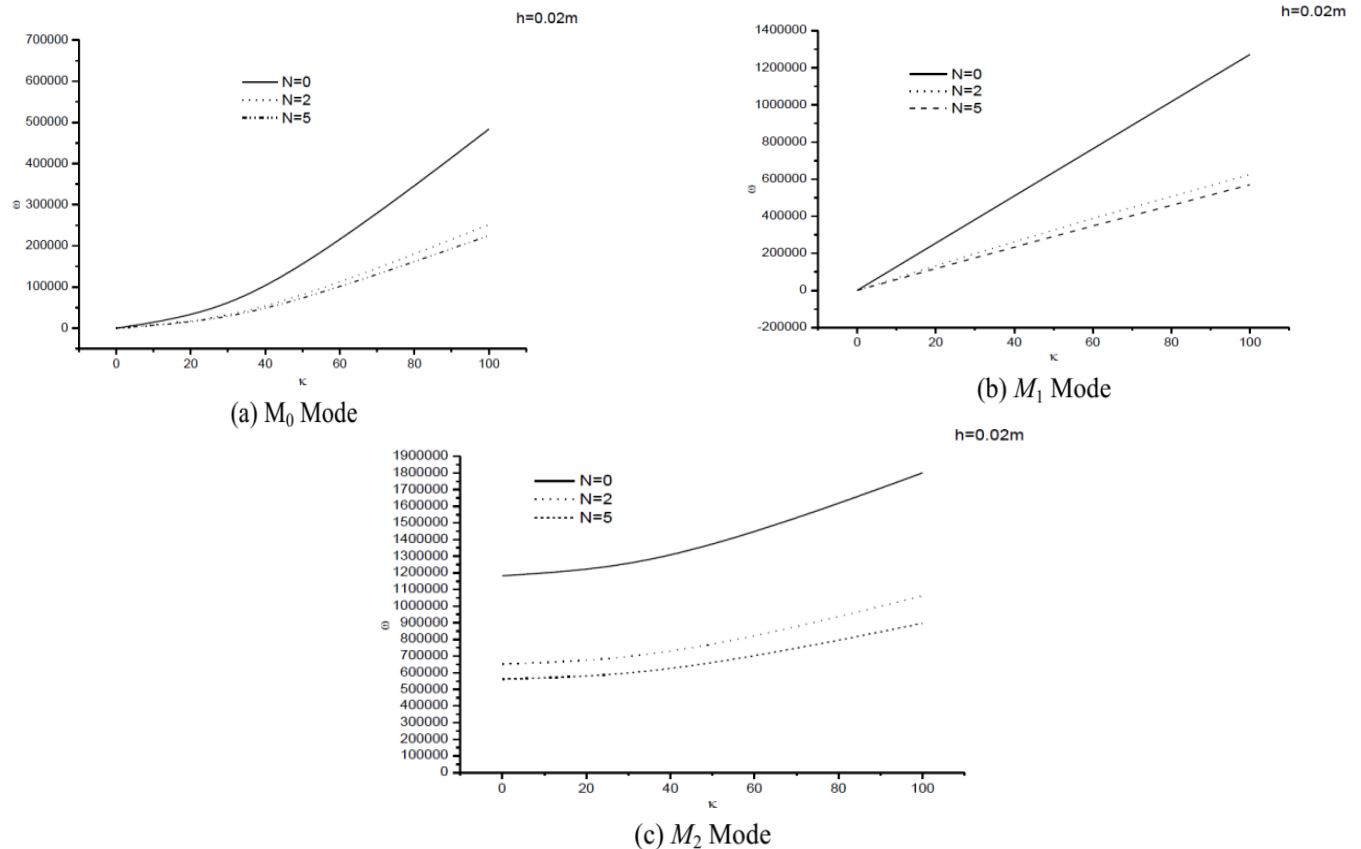 h=0.02m
700000
600000
500000
400000
300000
200000
100000
0
ω
N=0
N=2
N=5
0 20 40 60 80 100
κ
(a) M0 Mode
h=0.02m
1400000
1200000
1000000
800000
600000
400000
200000
0
-200000
ω
N=0
N=2
N=5
0 20 40 60 80 100
κ
(b) M1 Mode
h=0.02m
1900000
1800000
1700000
1600000
1500000
1400000
1300000
1200000
1100000
1000000
900000
800000
700000
600000
500000
400000
300000
200000
100000
0
ω
N=0
N=2
N=5
0 20 40 60 80 100
κ
(c) M2 Mode